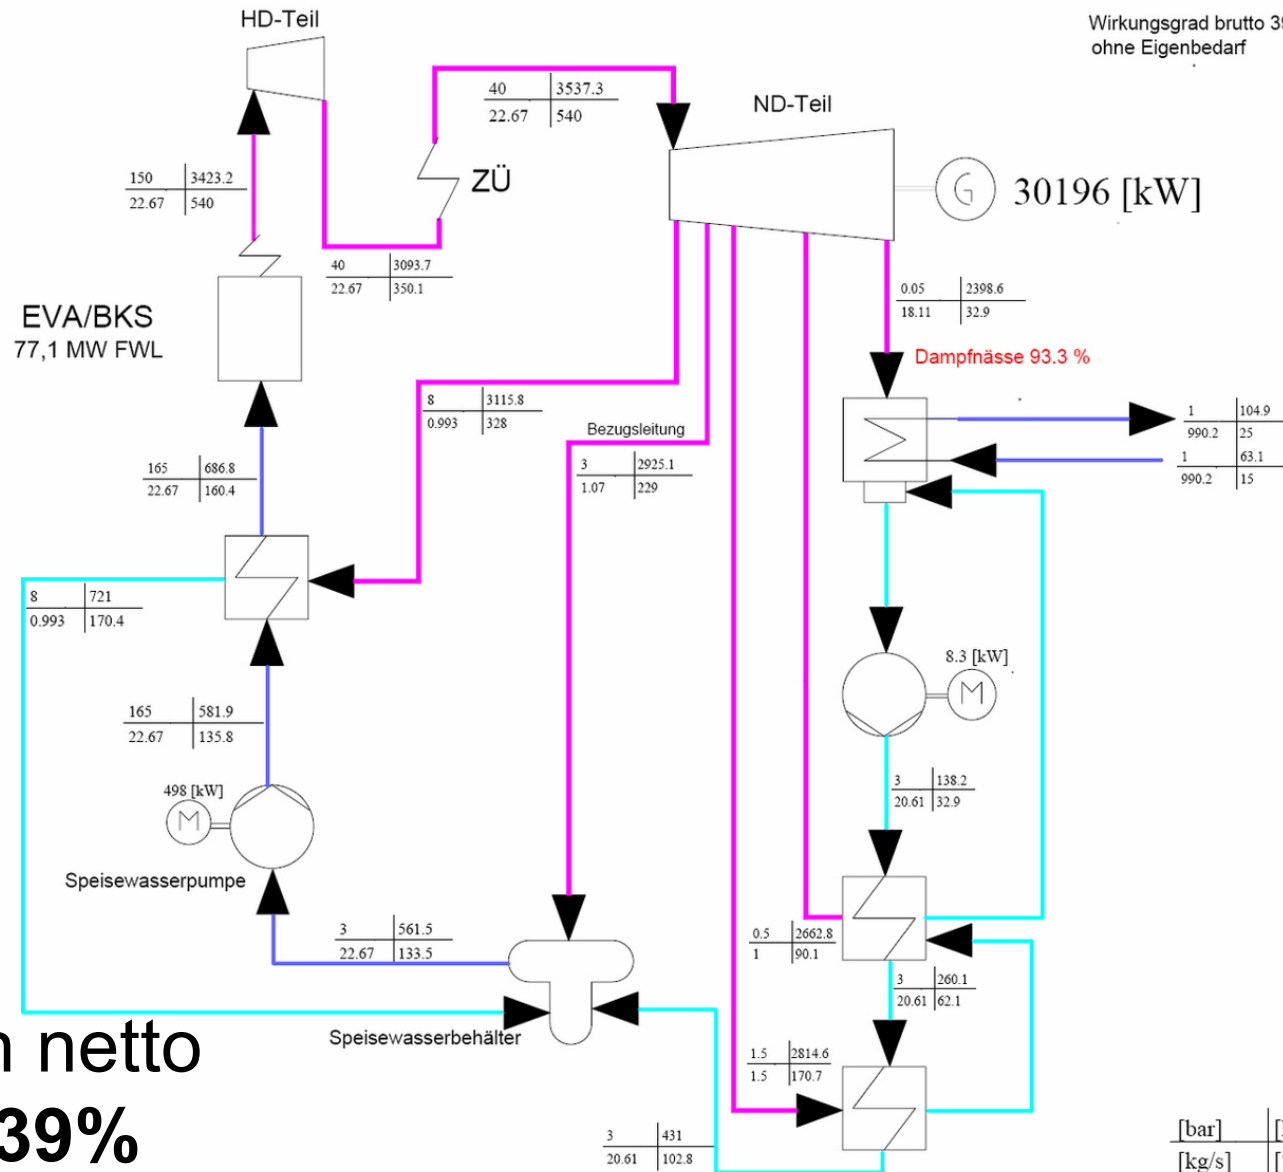 HD-Teil
Wirkungsgrad brutto 39
ohne Eigenbedarf
40 3537.3
22.67 540
ND-Teil
150 3423.2
22.67 540
ZÜ
G
30196 [kW]
40 3093.7
22.67 350.1
0.05 2398.6
18.11 32.9
EVA/BKS
77,1 MW FWL
Dampfnässe 93.3 %
8 3115.8
0.993 328
Bezugsleitung
1 104.9
990.2 25
1 63.1
990.2 15
165 686.8
22.67 160.4
3 2925.1
1.07 229
8 721
0.993 170.4
8.3 [kW]
M
165 581.9
22.67 135.8
498 [kW]
M
3 138.2
20.61 32.9
Speisewasserpumpe
3 561.5
22.67 133.5
0.5 2662.8
1 90.1
3 260.1
20.61 62.1
Speisewasserbehälter
netto
39%
1.5 2814.6
1.5 170.7
3 431
20.61 102.8
[bar] [
[kg/s] [